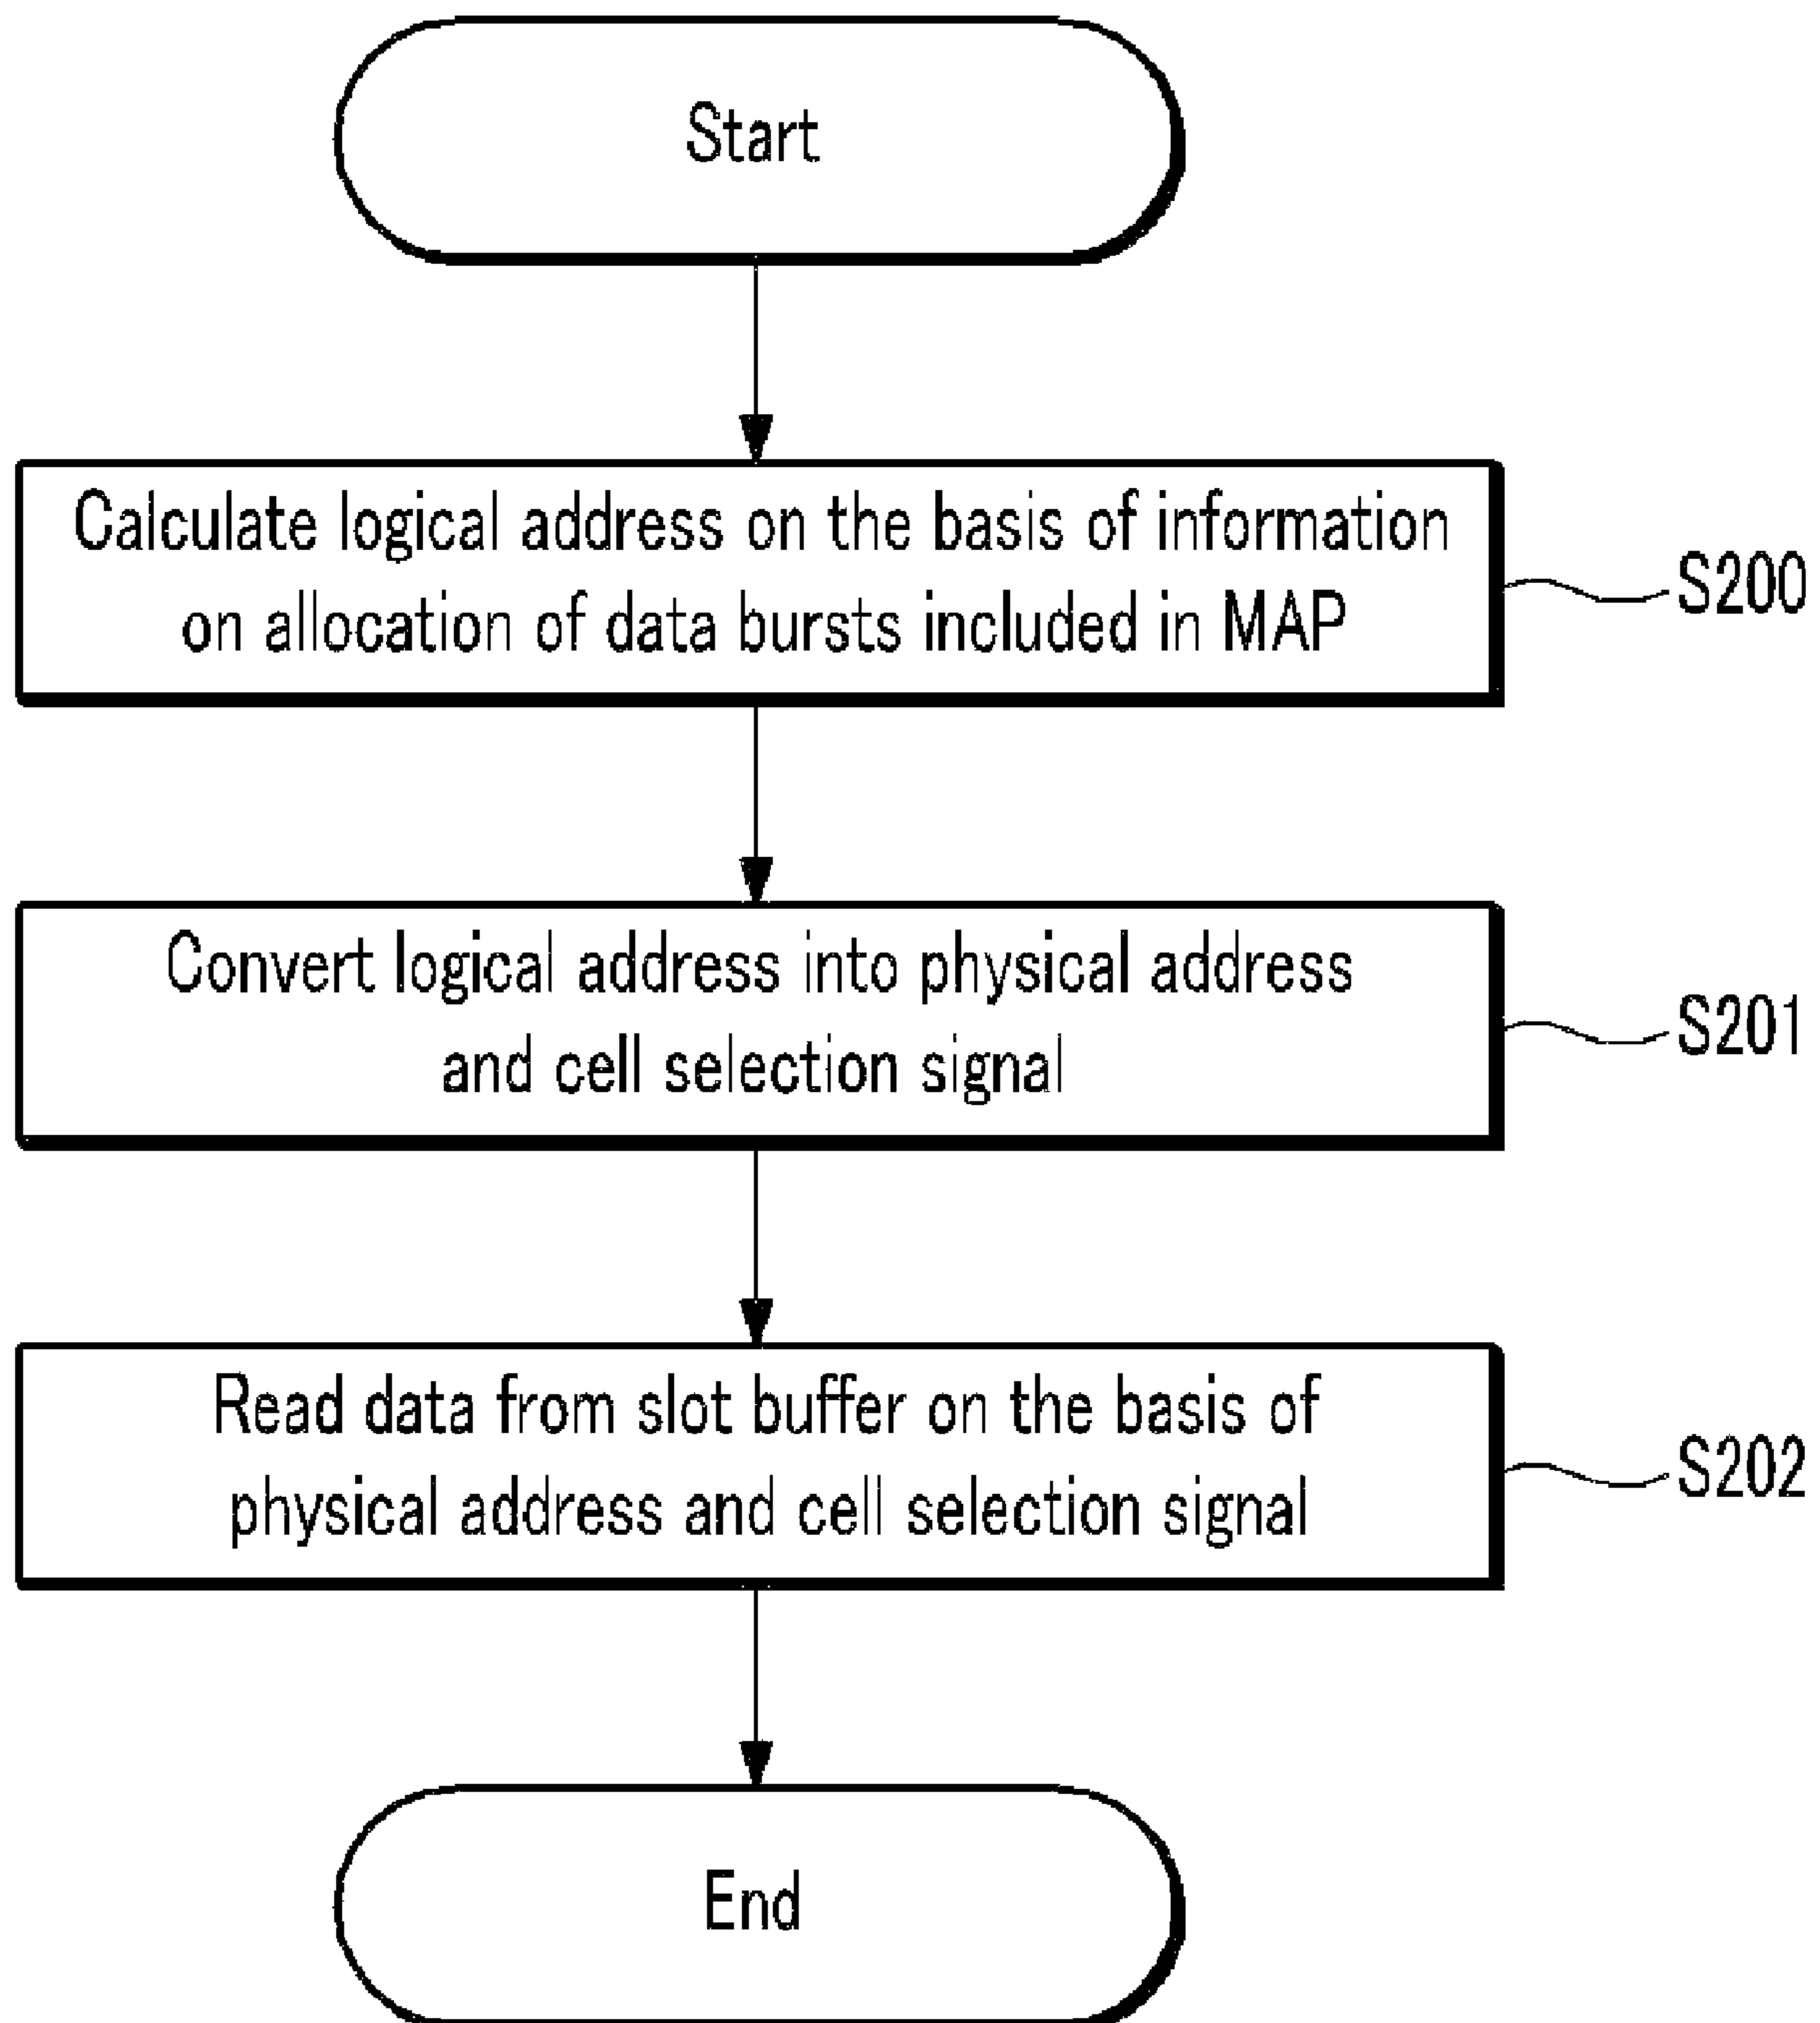 Start
Calculate logical address on the basis of information
on allocation of data bursts included in MAP
S200
Convert logical address into physical address
and cell selection signal
S201
Read data from slot buffer on the basis of
physical address and cell selection signal
S202
End